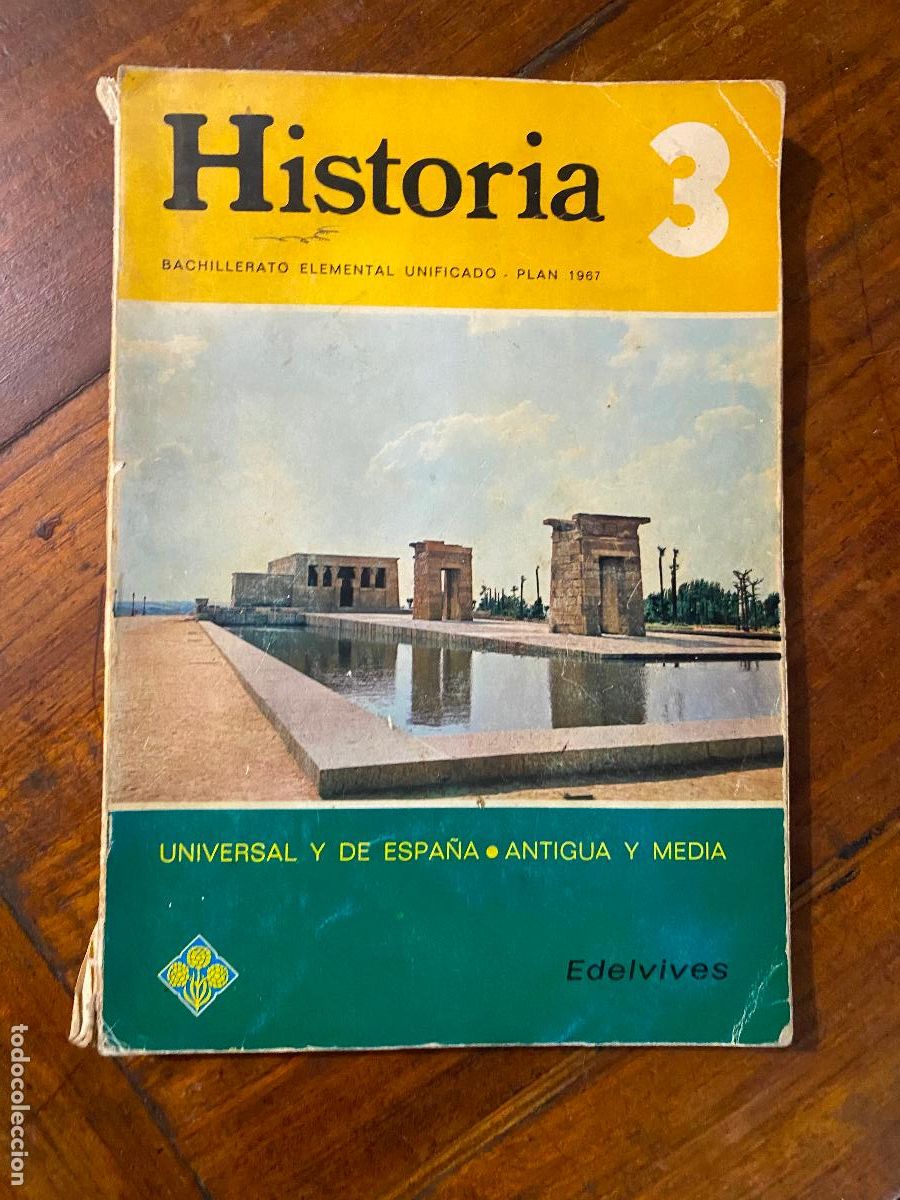 Historia 3
BACHILLERATO ELEMENTAL UNIFICADO - PLAN 1967
UNIVERSAL Y DE ESPAÑA • ANTIGUA Y MEDIA
Edelvives
todocoleccion